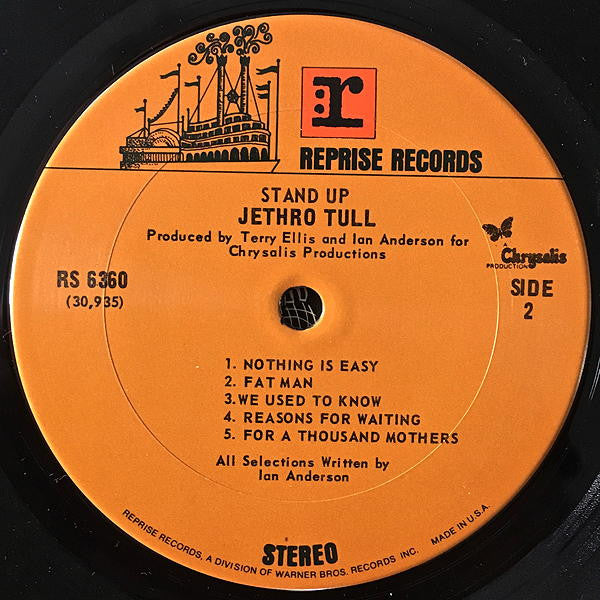 r
REPRISE RECORDS
STAND UP
JETHRO TULL
Produced by Terry Ellis and Ian Anderson for
Chrysalis Productions
A
Chrysalis
PRODUCTION
RS 6360
(30,935)
SIDE
2
1. NOTHING IS EASY
2. FAT MAN
3.WE USED TO KNOW
4. REASONS FOR WAITING
5. FOR A THOUSAND MOTHERS
All Selections Written by
Ian Anderson
STEREO
REPRISE RECORDS, A DIVISION OF WARNER BROS. RECORDS INC. MADE IN U.S.A.